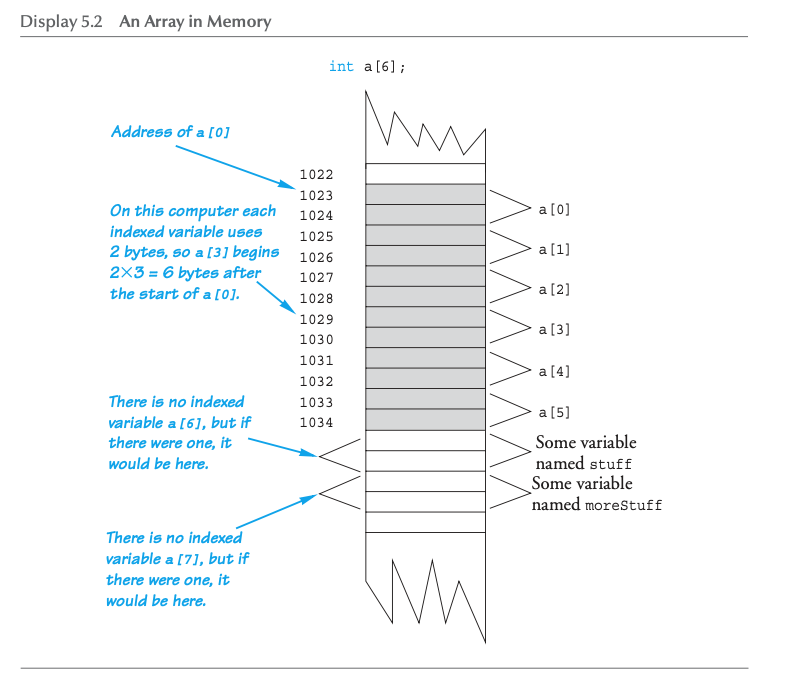 Display 5.2 An Array in Memory
int a[6];
Address of a[0]
1022
1023
On this computer each
indexed variable uses
2 bytes, so a[3] begins
2×3 = 6 bytes after
the start of a[0].
1024
1025
1026
1027
1028
1029
1030
1031
1032
1033
1034
a[0]
a[1]
a[2]
a[3]
a[4]
a[5]
There is no indexed
variable a[6], but if
there were one, it
would be here.
Some variable
named stuff
Some variable
named moreStuff
There is no indexed
variable a[7], but if
there were one, it
would be here.